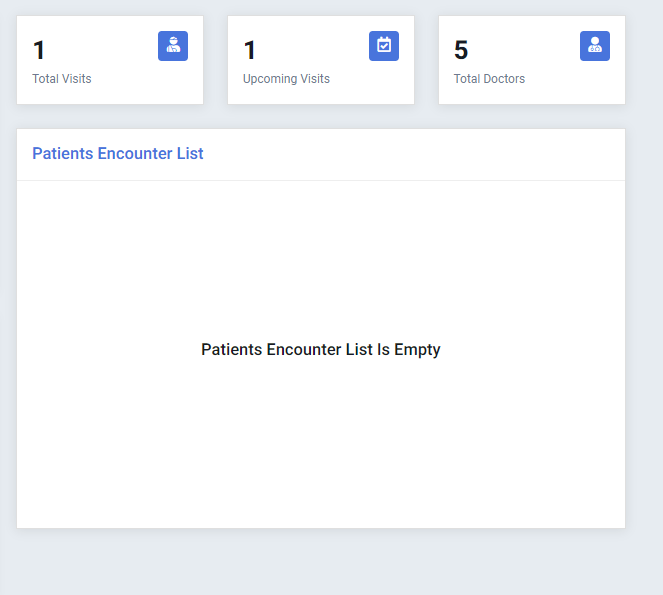 1
Total Visits
1
Upcoming Visits
5
Total Doctors
Patients Encounter List
Patients Encounter List Is Empty